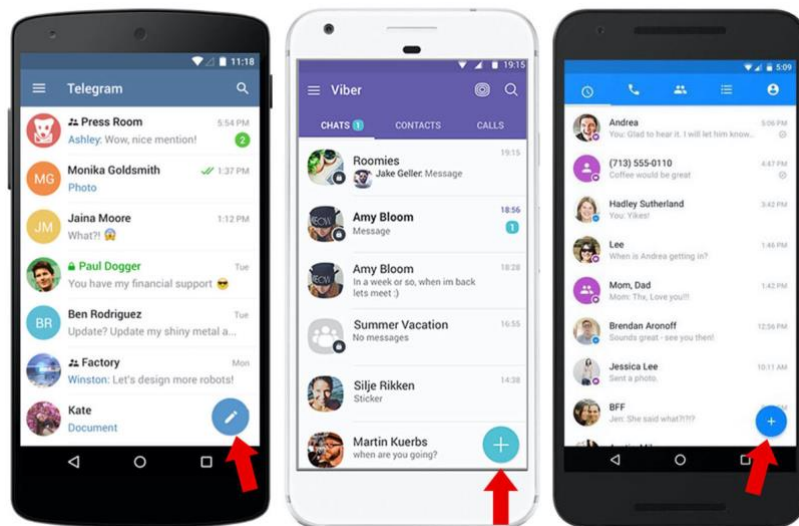 11:18
Telegram
Press Room
5:54 PM
Ashley: Wow, nice mention!
2
MG
Monika Goldsmith
1:37 PM
Photo
JM
Jaina Moore
1:12 PM
What?!
Paul Dogger
Tue
You have my financial support
BR
Ben Rodriguez
Tue
Update? Update my shiny metal a...
Factory
Mon
Winston: Let's design more robots!
Kate
Document
19:15
Viber
CHATS 1
CONTACTS
CALLS
Roomies
19:15
Jake Geller: Message
Amy Bloom
18:56
Message
1
Amy Bloom
18:28
In a week or so, when im back
lets meet :)
Summer Vacation
16:55
No messages
Silje Rikken
14:38
Sticker
Martin Kuerbs
when are you going?
5:09
Andrea
5:06 PM
You: Glad to hear it. I will let him know..
(713) 555-0110
4:87 PM
Coffee would be great
Hadley Sutherland
3:42 PM
You: Yikes!
Lee
1:46 PM
When is Andrea getting in?
Mom, Dad
1:42 PM
Mom: Thx, Love you!!!
Brendan Aronoff
12:56 PM
Sounds great - see you then!
Jessica Lee
10:11 AM
Sent a photo.
BFF
Jen: She said what?!?!?